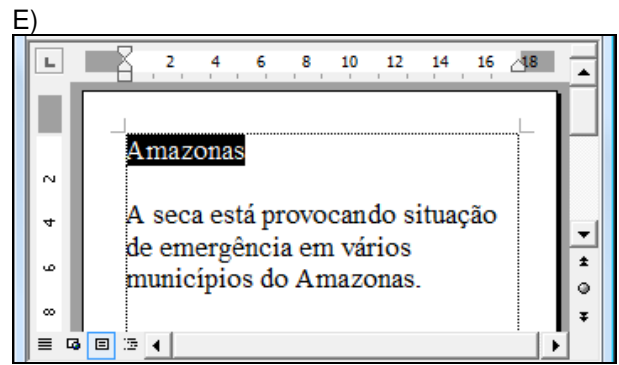 E)
L 2 4 6 8 10 12 14 16 18
2
4
6
8
Amazonas
A seca está provocando situação
de emergência em vários
municípios do Amazonas.